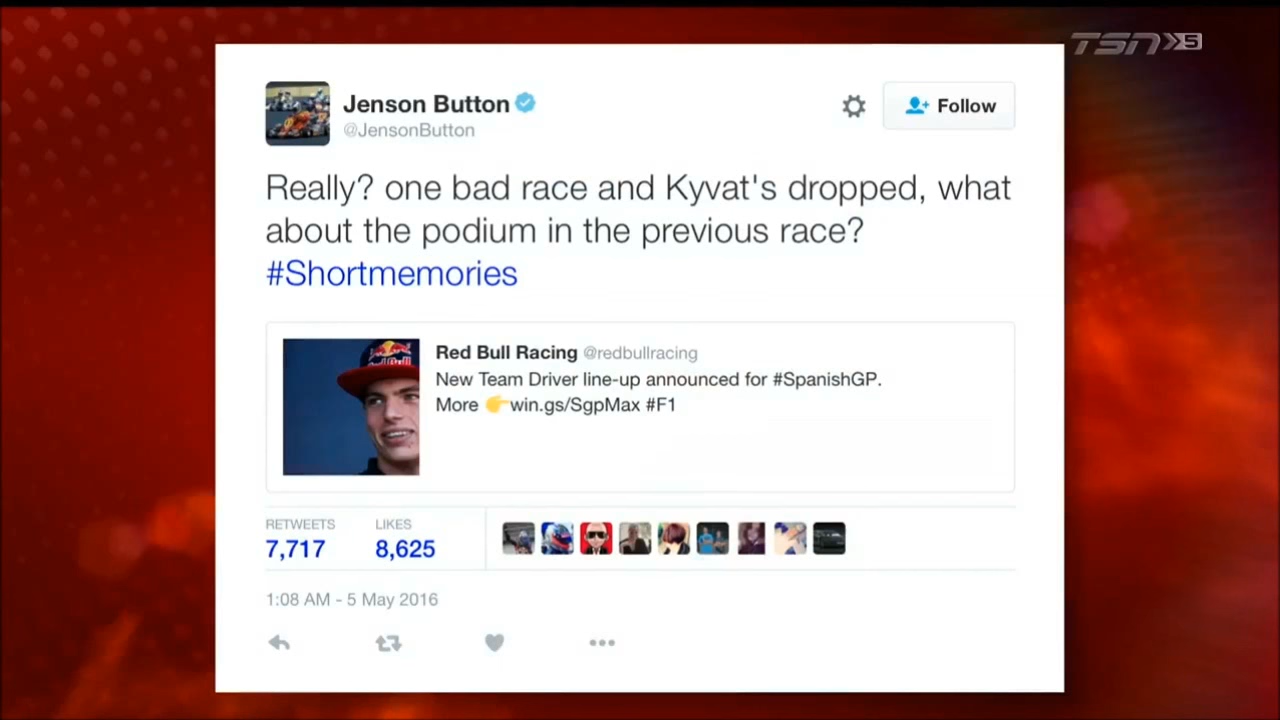 TSN 5
Jenson Button
@JensonButton
Follow
Really? one bad race and Kyvat's dropped, what
about the podium in the previous race?
#Shortmemories
Red Bull Racing @redbullracing
New Team Driver line-up announced for #SpanishGP.
More 👉win.gs/SgpMax #F1
Red Bull
RETWEETS LIKES
7,717 8,625
1:08 AM - 5 May 2016